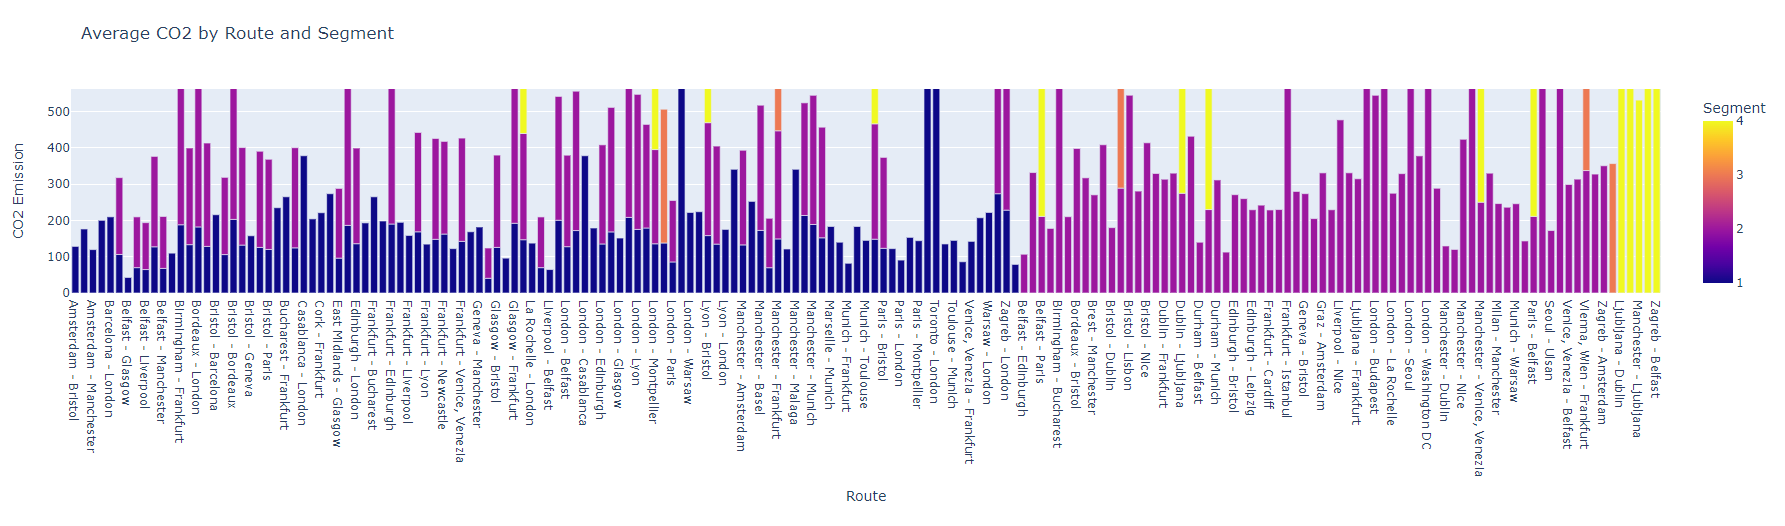 Average CO2 by Route and Segment
CO2 Emission
500
400
300
200
100
0
Amsterdam – Bristol
Amsterdam – Manchester
Barcelona – London
Belfast – Glasgow
Belfast – Liverpool
Belfast – Manchester
Birmingham – Frankfurt
Bordeaux – London
Bristol – Barcelona
Bristol – Bordeaux
Bristol – Geneva
Bristol – Paris
Bucharest – Frankfurt
Casablanca – London
Cork – Frankfurt
East Midlands – Glasgow
Edinburgh – London
Frankfurt – Bucharest
Frankfurt – Edinburgh
Frankfurt – Liverpool
Frankfurt – Lyon
Frankfurt – Newcastle
Frankfurt – Venice, Venezia
Geneva – Manchester
Glasgow – Bristol
Glasgow – Frankfurt
La Rochelle – London
Liverpool – Belfast
London – Belfast
London – Casablanca
London – Edinburgh
London – Glasgow
London – Lyon
London – Montpellier
London – Paris
London – Warsaw
Lyon – Bristol
Lyon – London
Manchester – Amsterdam
Manchester – Basel
Manchester – Frankfurt
Manchester – Malaga
Manchester – Munich
Marseille – Munich
Munich – Frankfurt
Munich – Toulouse
Paris – Bristol
Paris – London
Paris – Montpellier
Toronto – London
Toulouse – Munich
Venice, Venezia – Frankfurt
Warsaw – London
Zagreb – London
Belfast – Edinburgh
Belfast – Paris
Birmingham – Bucharest
Bordeaux – Bristol
Brest – Manchester
Bristol – Dublin
Bristol – Lisbon
Bristol – Nice
Dublin – Frankfurt
Dublin – Ljubljana
Durham – Belfast
Durham – Munich
Edinburgh – Bristol
Edinburgh – Leipzig
Frankfurt – Cardiff
Frankfurt – Istanbul
Geneva – Bristol
Graz – Amsterdam
Liverpool – Nice
Ljubljana – Frankfurt
London – Budapest
London – La Rochelle
London – Seoul
London – Washington DC
Manchester – Dublin
Manchester – Nice
Manchester – Venice, Venezia
Milan – Manchester
Munich – Warsaw
Paris – Belfast
Seoul – Ulsan
Venice, Venezia – Belfast
Vienna, Wien – Frankfurt
Zagreb – Amsterdam
Ljubljana – Dublin
Manchester – Ljubljana
Zagreb – Belfast
Route
Segment
4
3
2
1